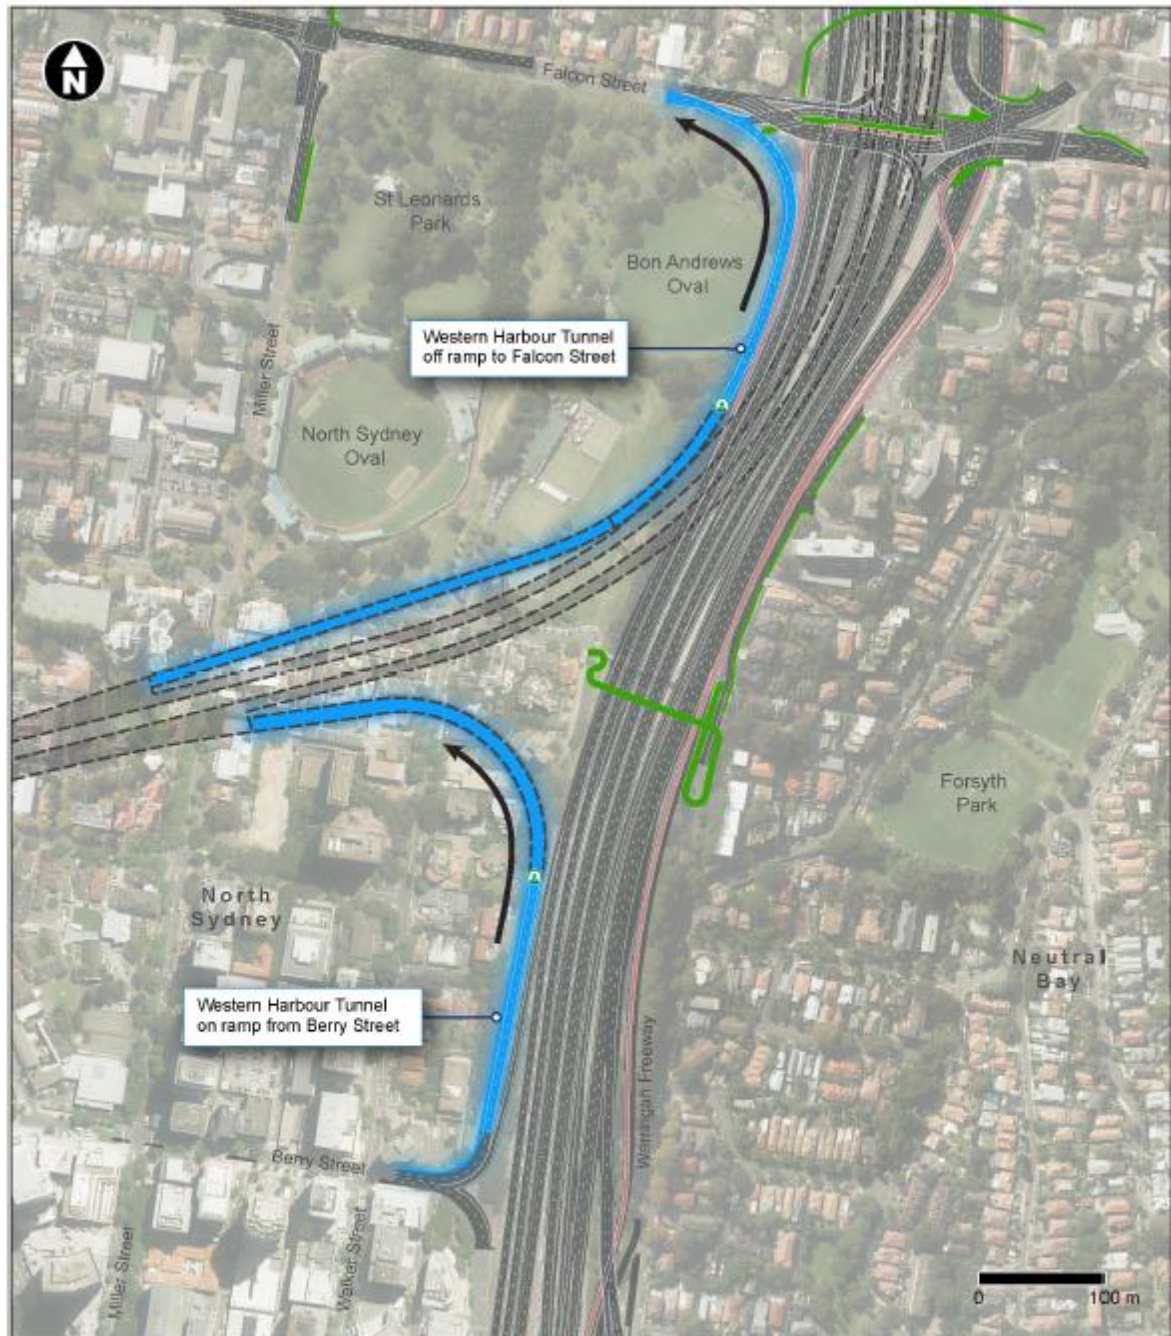 N
Falcon Street
St Leonards
Park
Bon Andrews
Oval
Western Harbour Tunnel
off ramp to Falcon Street
Miller Street
North Sydney
Oval
Forsyth
Park
North
Sydney
Neutral
Bay
Western Harbour Tunnel
on ramp from Berry Street
Warringah Freeway
Berry Street
Miller Street
Walker Street
0 100 m